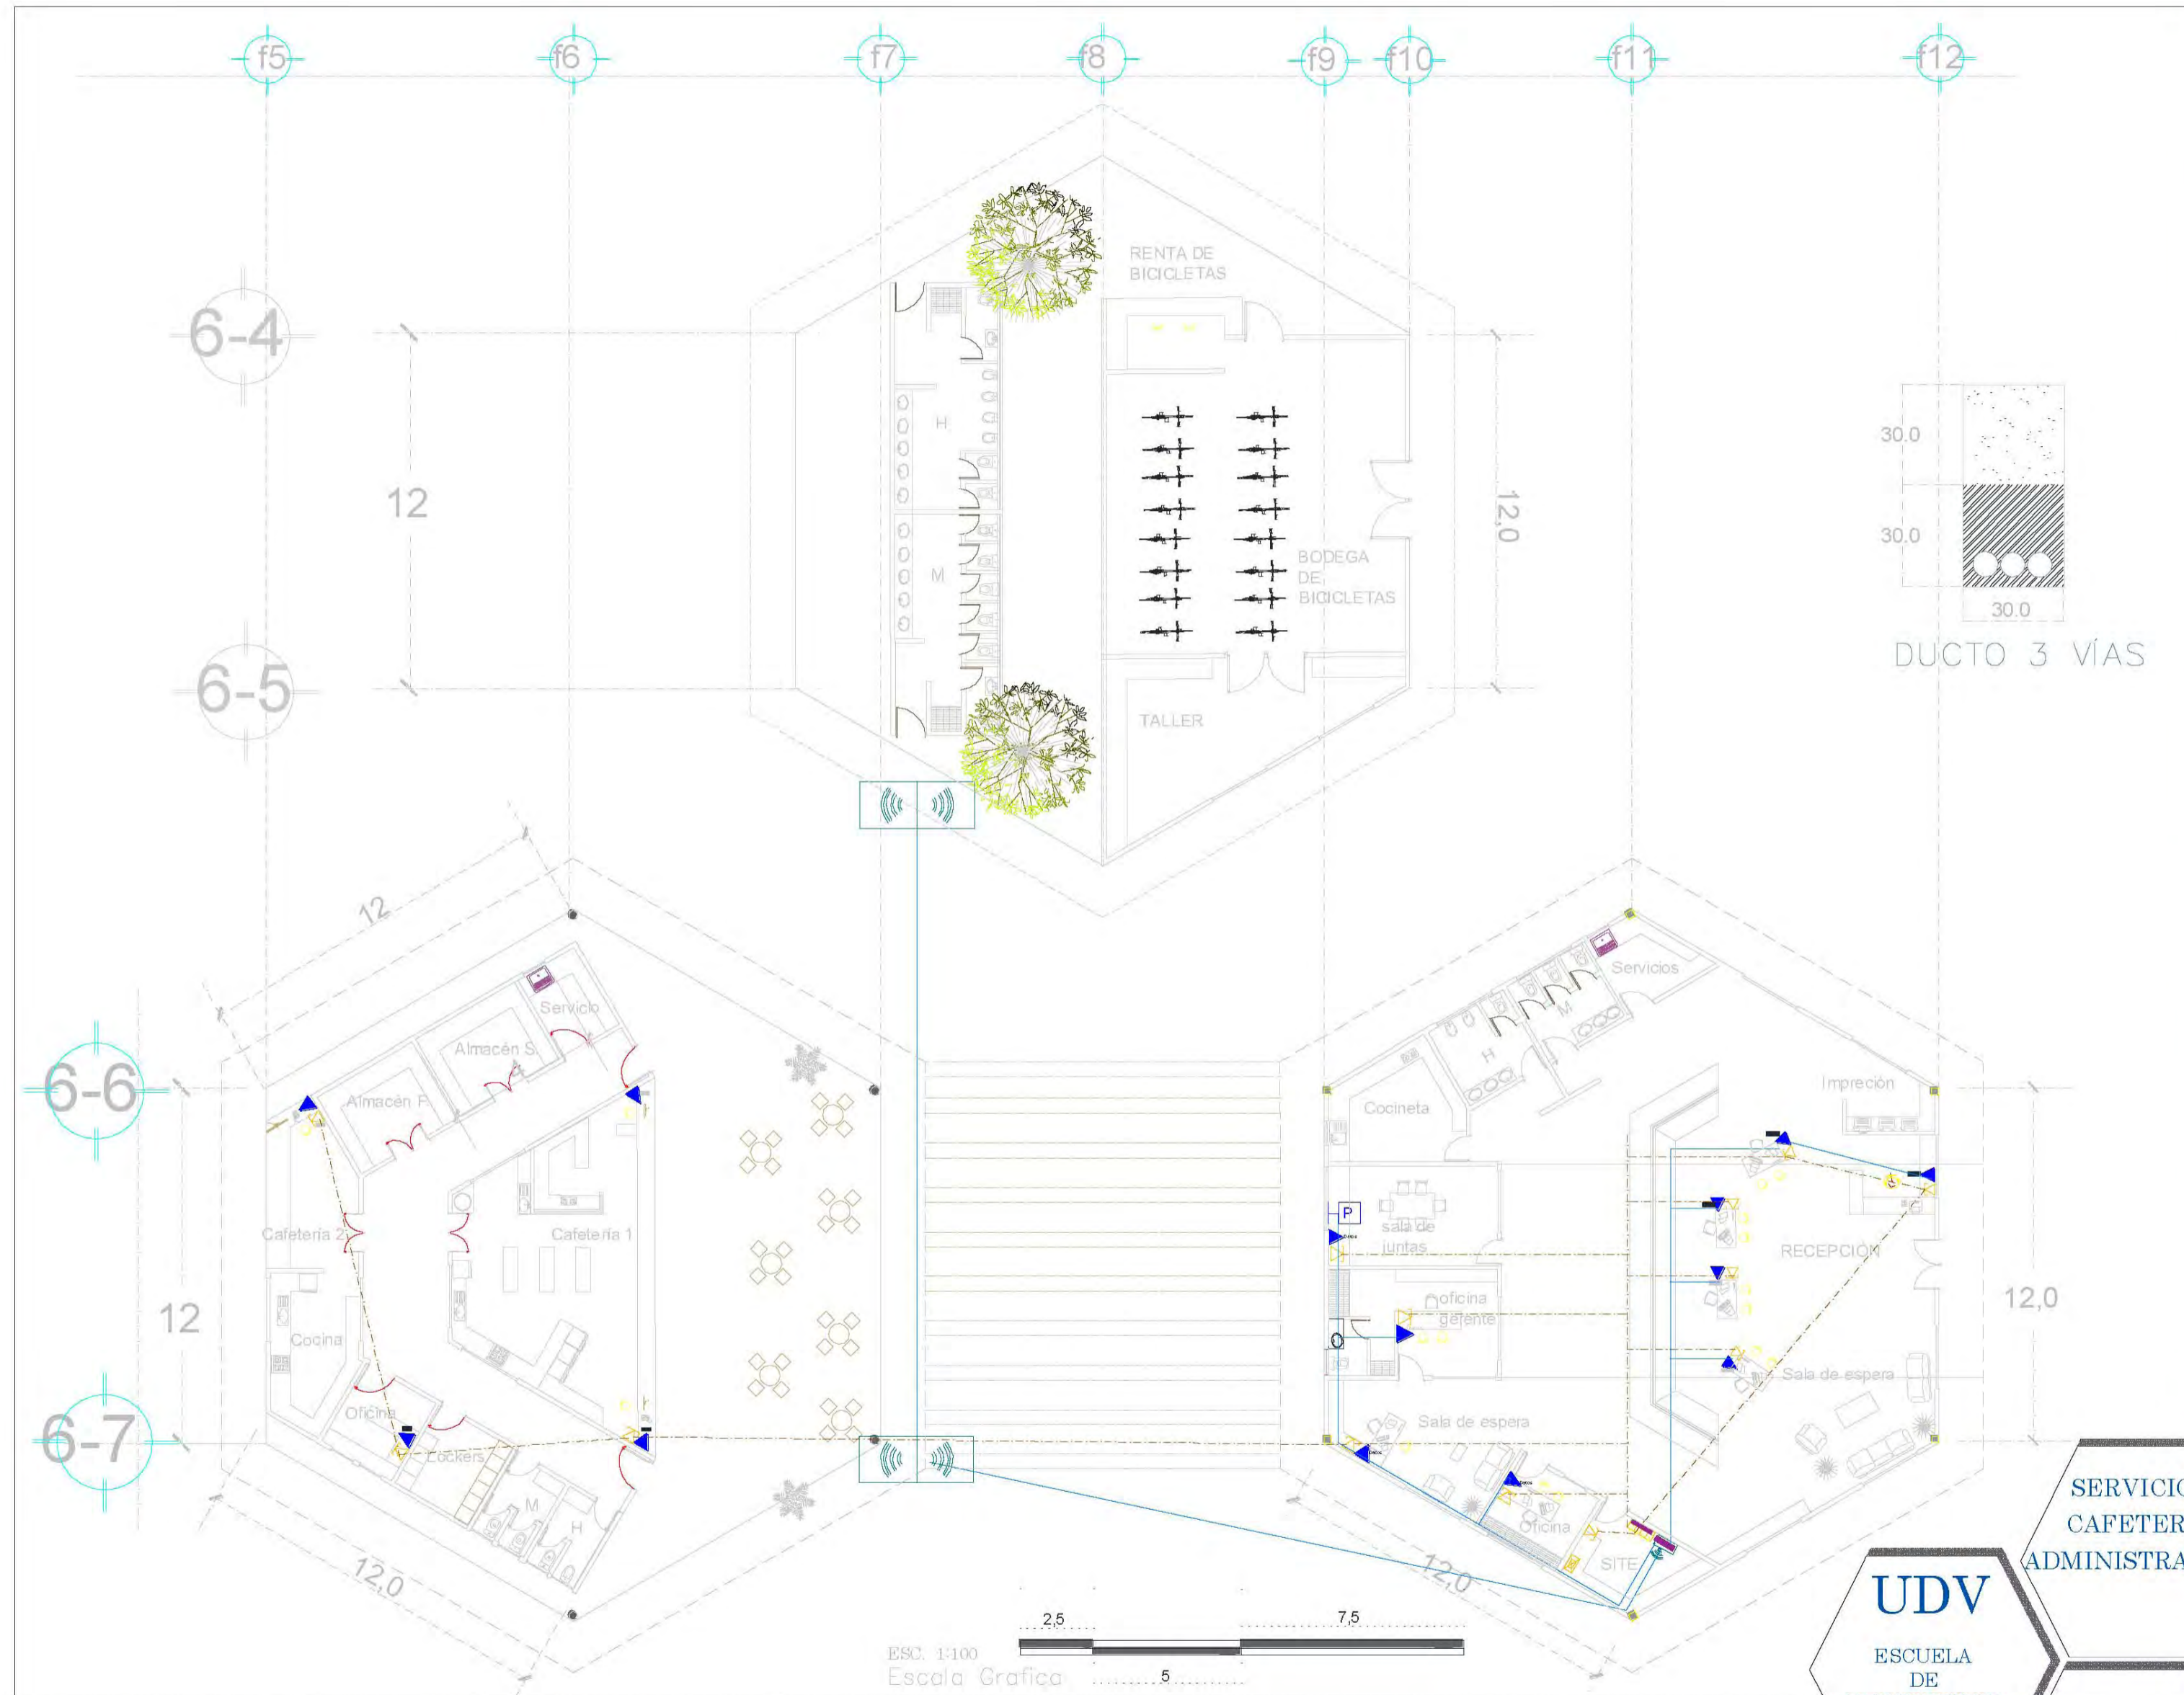 f5
f6
f7
f8
f9
f10
f11
f12
RENTA DE
BICICLETAS
6-4
12
H
M
12,0
BODEGA
DE
BICICLETAS
30.0
30.0
30.0
DUCTO 3 VÍAS
6-5
TALLER
12
Servicio
Almacén S.
Almacén F.
6-6
Cafetería 2
Cafetería 1
12
Cocina
Oficina
Lockers
6-7
M
H
12,0
Servicios
M
H
Cocineta
Impreción
P
sala de
juntas
RECEPCIÓN
oficina
gerente
12,0
Sala de espera
Sala de espera
Oficina
SITE
12,0
2,5
7,5
5
ESC. 1:100
Escala Grafica
SERVICIO
CAFETER
ADMINISTRA
UDV
ESCUELA
DE